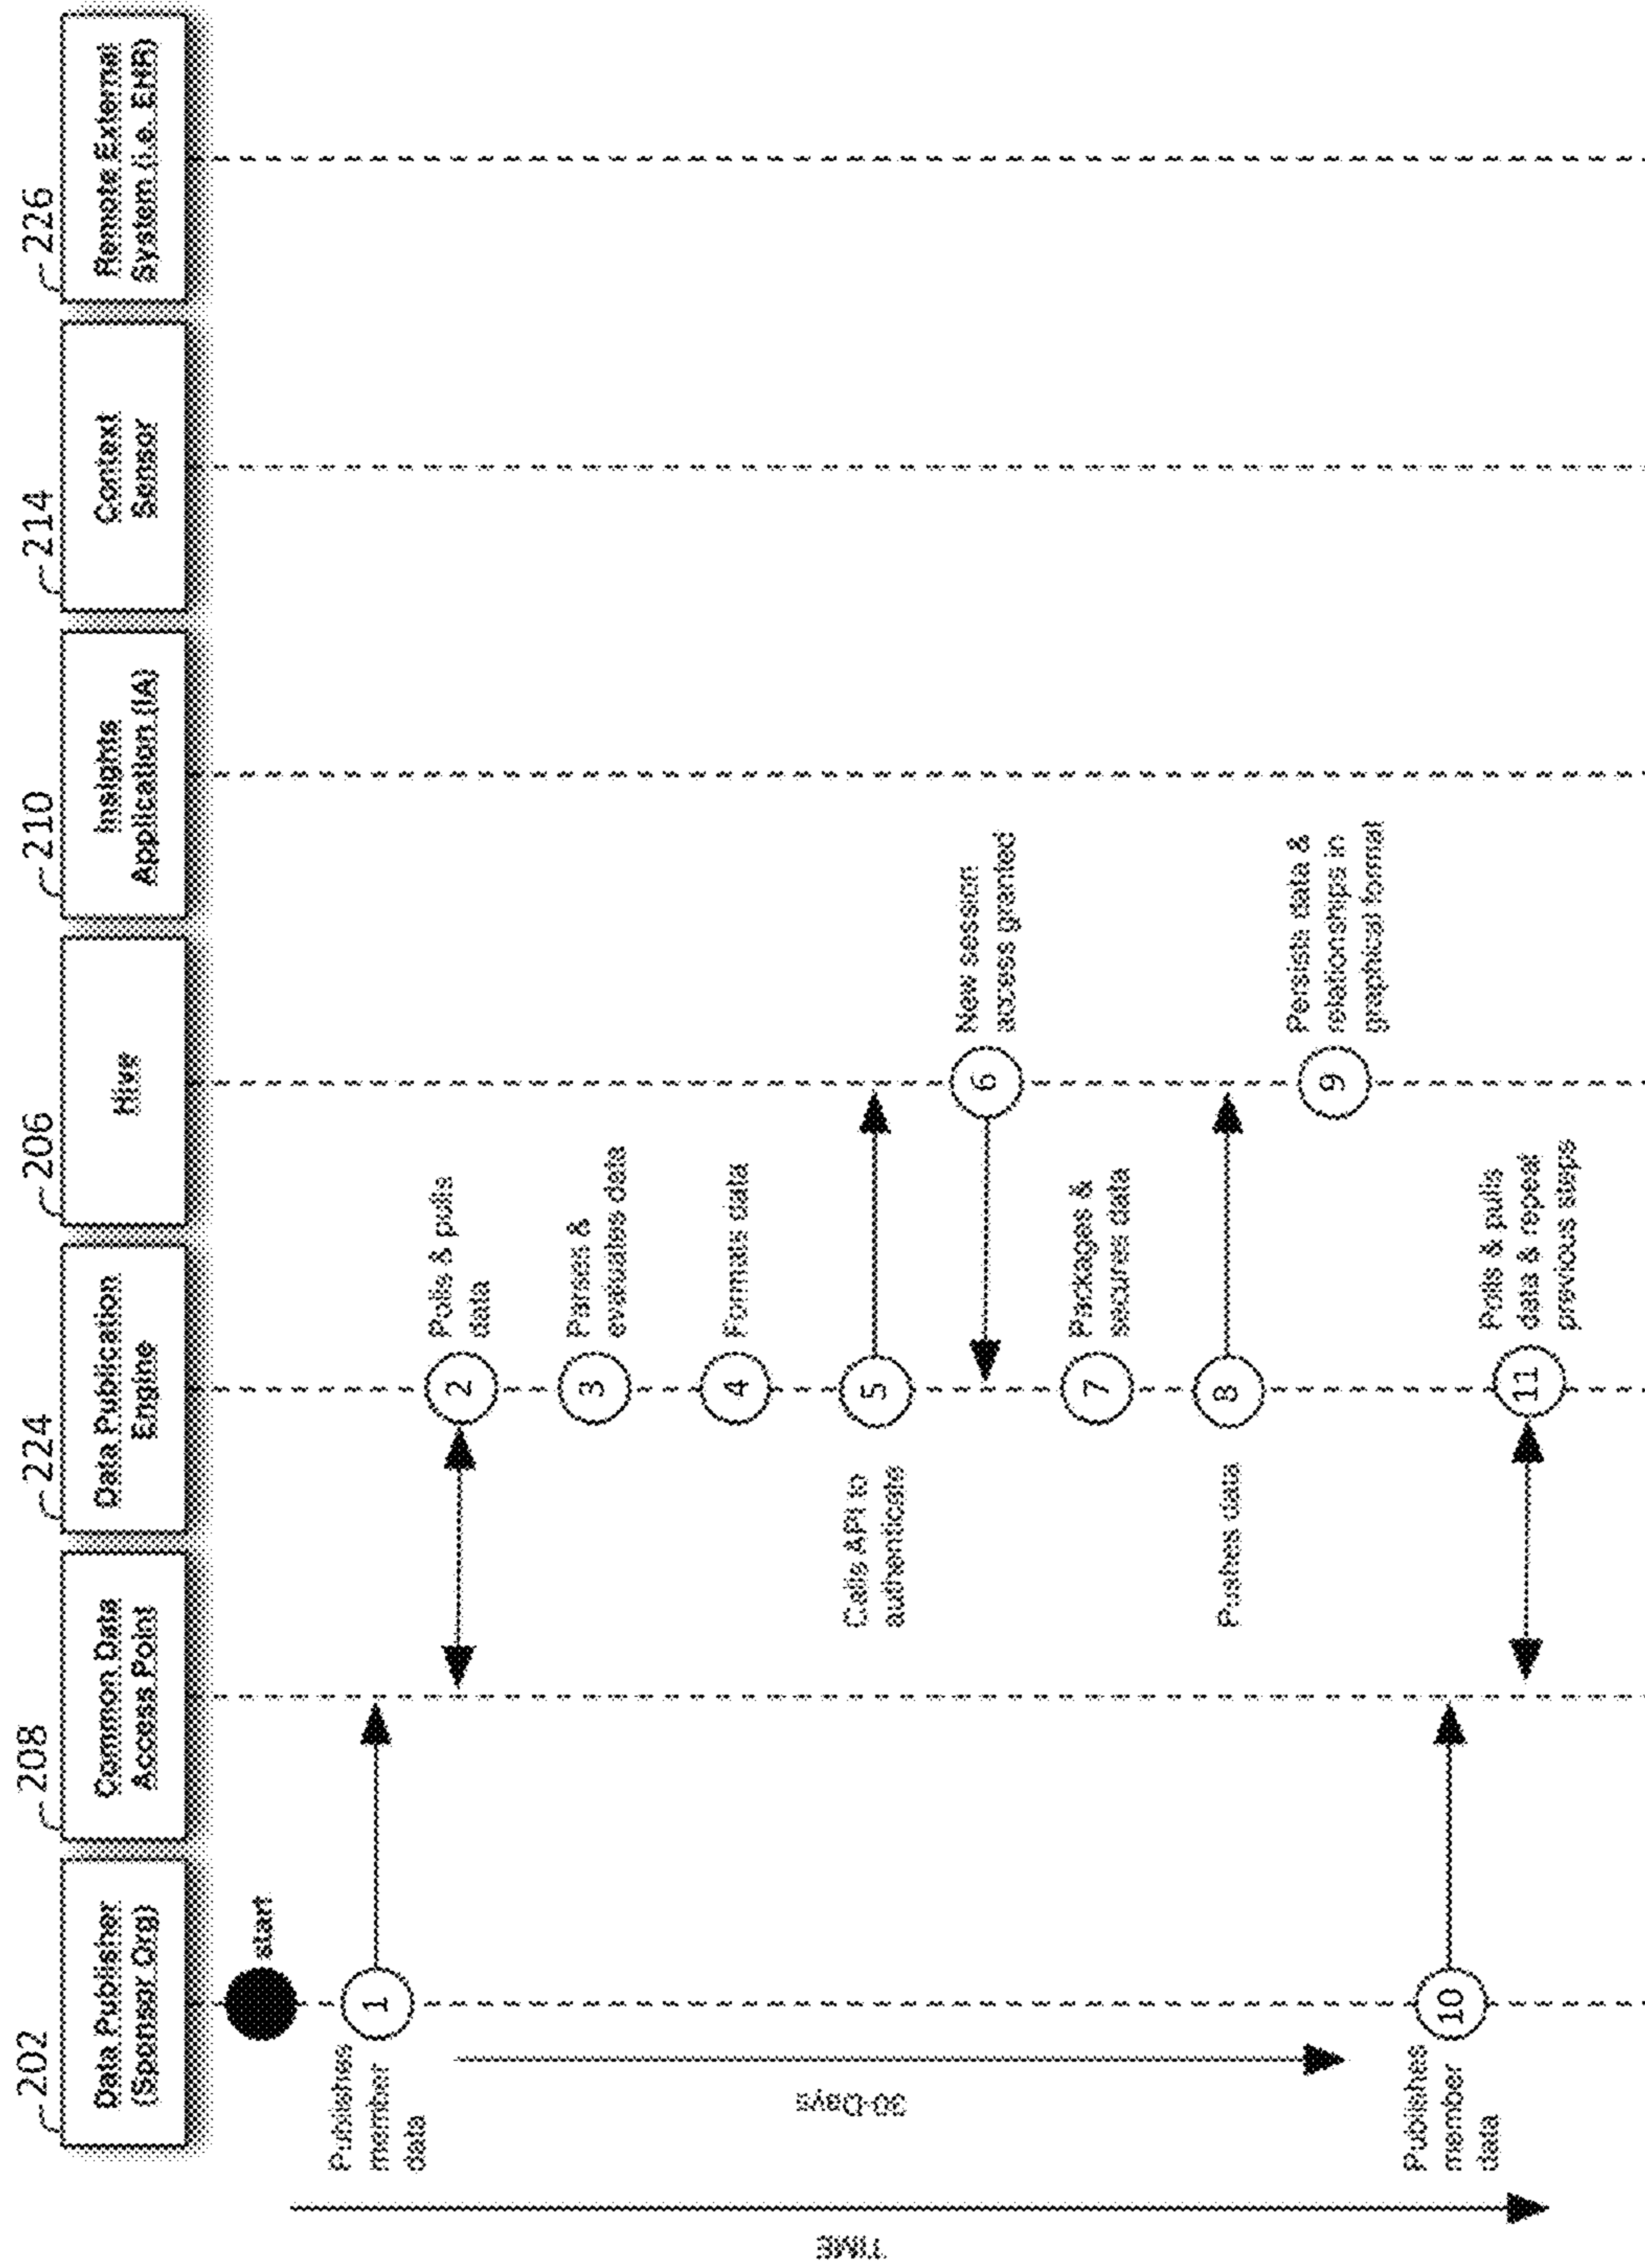 202
Data Publisher
(Sponsor Org)
208
Common Data
Access Point
224
Data Publication
Engine
206
Hive
210
Insights
Application (IA)
214
Context
Sensor
226
Remote External
System (i.e. EHR)
start
Publishes
member
data
1
2
Polls & pulls
data
3
Parses &
evaluates data
4
Formats data
Calls API to
authenticate
5
6
New session
access granted
7
Packages &
secures data
Pushes data
8
9
Persists data &
relationships in
graphical format
30-Days
Publishes
member
data
10
11
Polls & pulls
data & repeat
previous steps
TIME